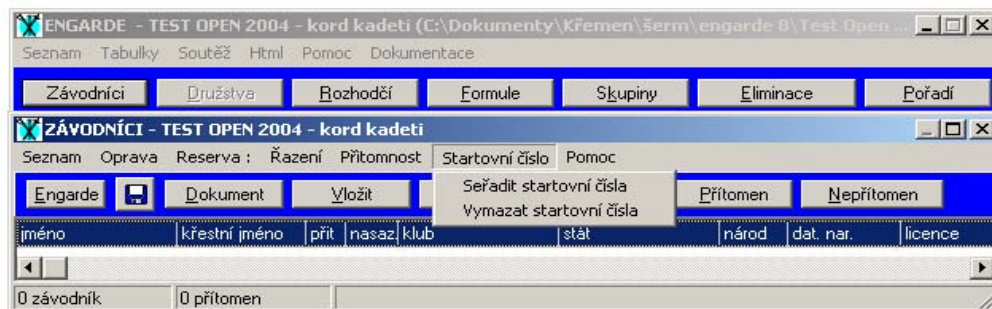 ENGARDE - TEST OPEN 2004 - kord kadeti (C:\Dokumenty\Křemen\šerm\engarde 8\Test Open ...
Seznam Tabulky Soutěž Html Pomoc Dokumentace
Závodníci Družstva Rozhodčí Formule Skupiny Eliminace Pořadí
ZÁVODNÍCI - TEST OPEN 2004 - kord kadeti
Seznam Oprava Reserva : Řazení Přítomnost Startovní číslo Pomoc
Engarde Dokument Vložit Přítomen Nepřítomen
Seřadit startovní čísla
Vymazat startovní čísla
jméno křestní jméno přít nasaz. klub stát národ dat. nar. licence
0 závodník 0 přítomen